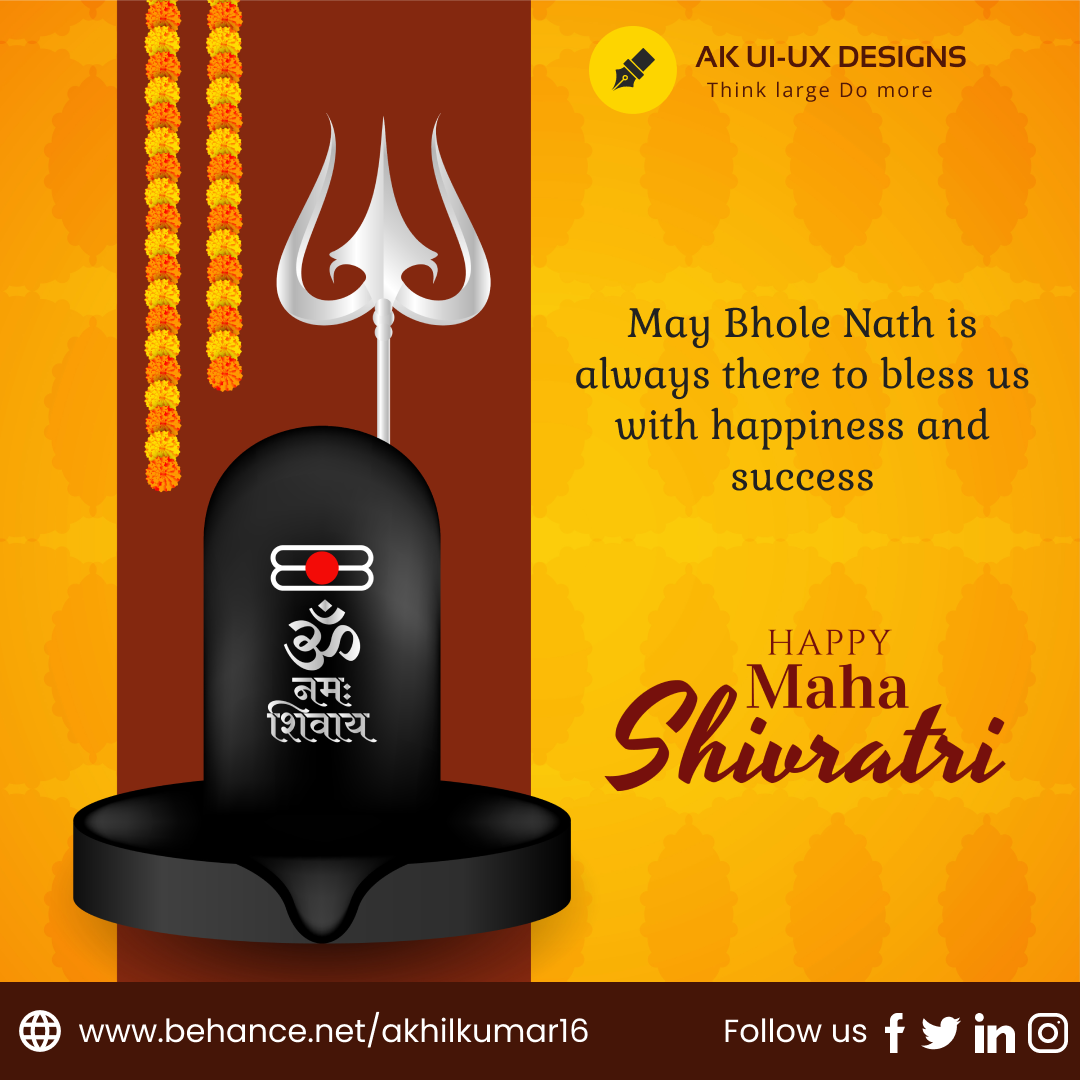 AK UI-UX DESIGNS
Think large Do more
May Bhole Nath is
always there to bless us
with happiness and
success
ॐ
नमः
शिवाय
HAPPY
Maha
Shivratri
www.behance.net/akhilkumar16
Follow us